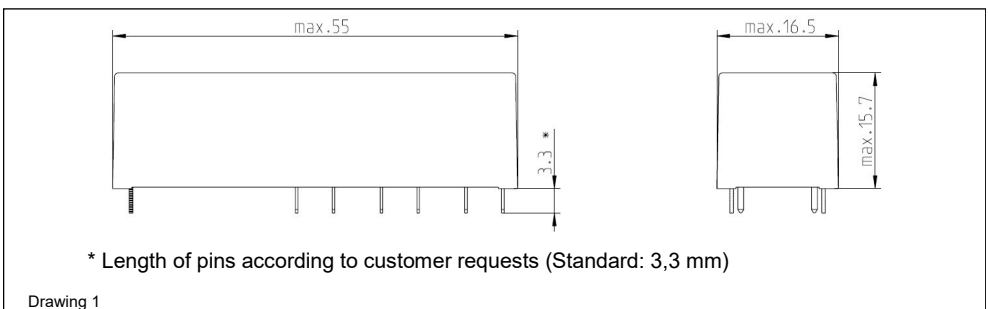 max.55
max.16.5
3.3 *
max.15.7
* Length of pins according to customer requests (Standard: 3,3 mm)
Drawing 1